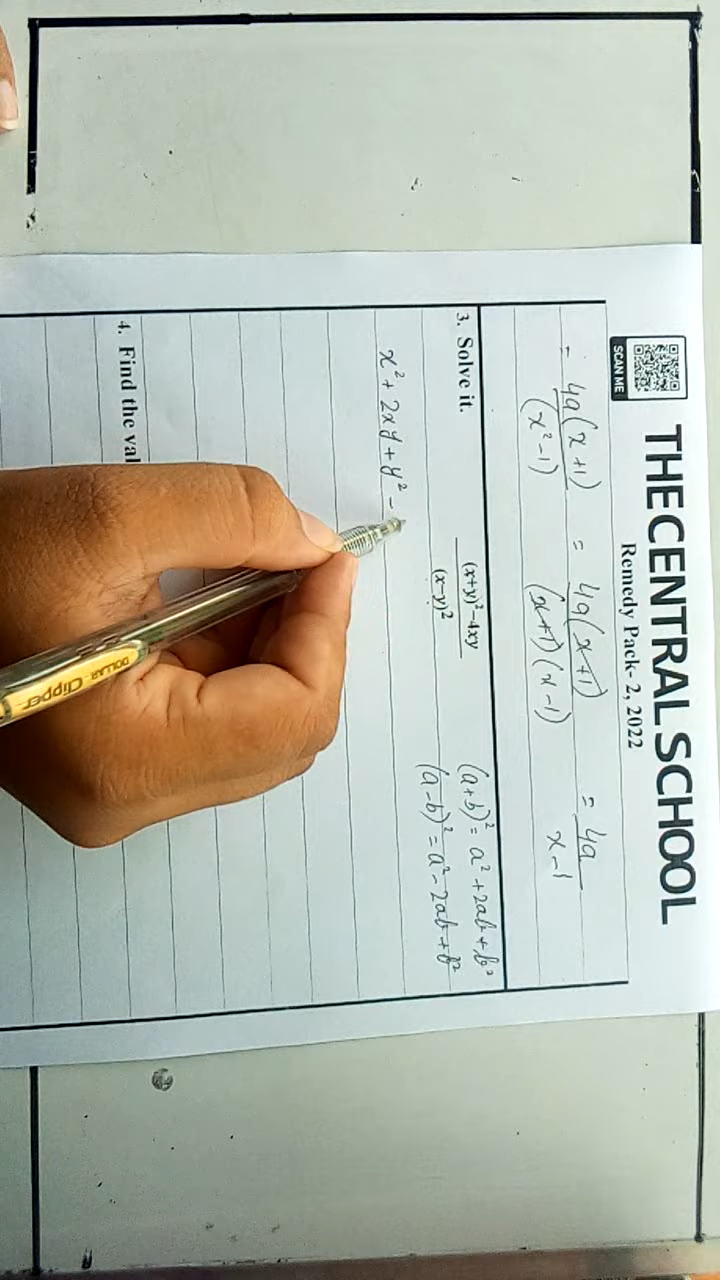 THE CENTRAL SCHOOL
Remedy Pack- 2, 2022
SCAN ME
= 4a(x+1) / (x²-1) = 4a(x+1) / (x+1)(x-1) = 4a / x-1
3. Solve it.
(x+y)²-4xy / (x-y)²
(a+b)² = a²+2ab+b²
(a-b)² = a²-2ab+b²
x²+2xy+y²-
4. Find the val
DOLLAR Clipper